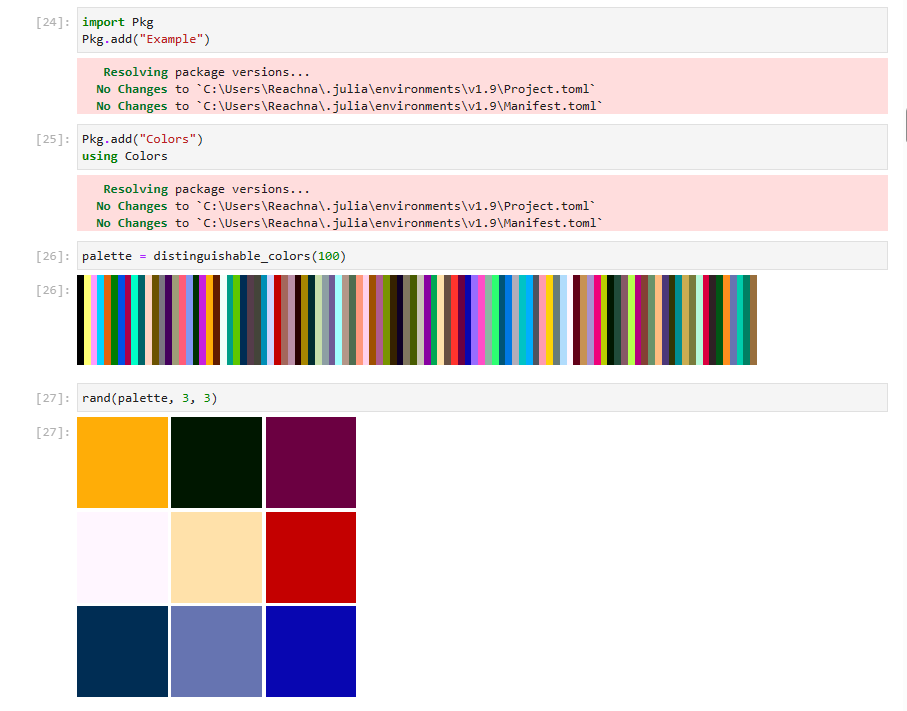 [24]: import Pkg
Pkg.add("Example")
Resolving package versions...
No Changes to `C:\Users\Reachna\.julia\environments\v1.9\Project.toml`
No Changes to `C:\Users\Reachna\.julia\environments\v1.9\Manifest.toml`
[25]: Pkg.add("Colors")
using Colors
Resolving package versions...
No Changes to `C:\Users\Reachna\.julia\environments\v1.9\Project.toml`
No Changes to `C:\Users\Reachna\.julia\environments\v1.9\Manifest.toml`
[26]: palette = distinguishable_colors(100)
[26]:
[27]: rand(palette, 3, 3)
[27]: